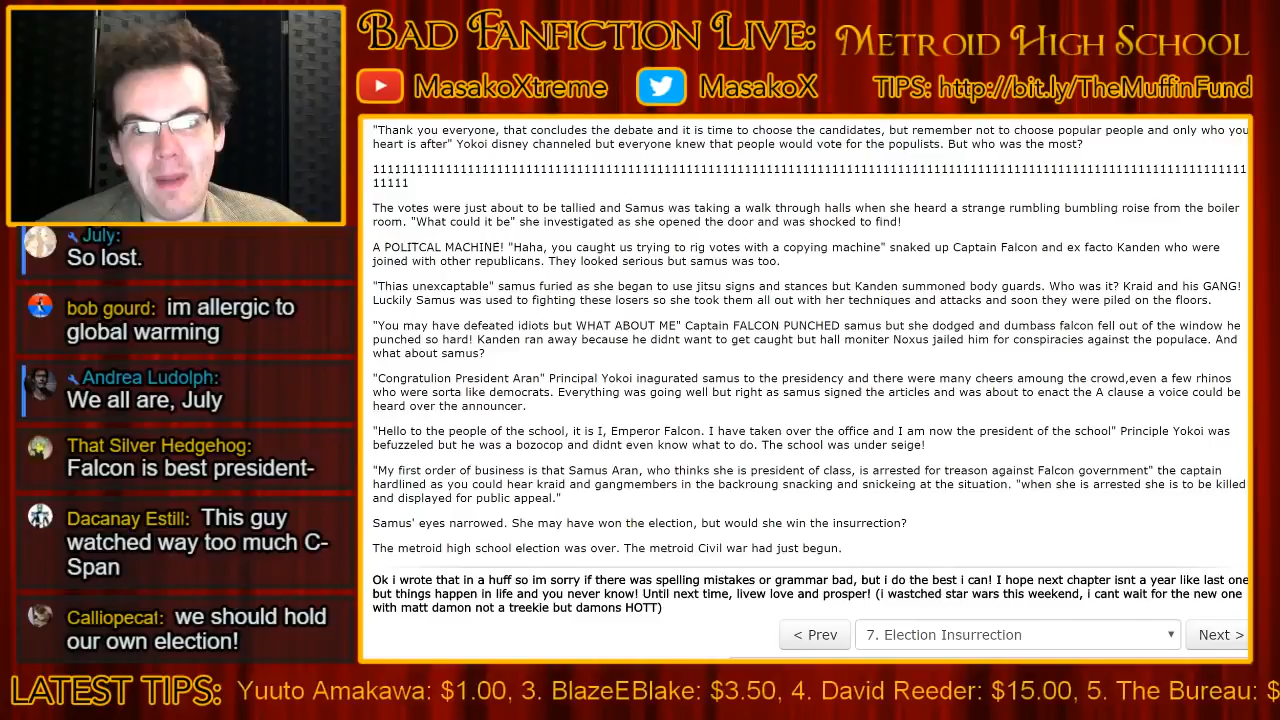 BAD FANFICTION LIVE: METROID HIGH SCHOOL
MasakoXtreme MasakoX TIPS: http://bit.ly/TheMuffinFund
"Thank you everyone, that concludes the debate and it is time to choose the candidates, but remember not to choose popular people and only who you
heart is after" Yokoi disney channeled but everyone knew that people would vote for the populists. But who was the most?
11111111111111111111111111111111111111111111111111111111111111111111111111111111111111111111111111111111111111111111111111
11111
The votes were just about to be tallied and Samus was taking a walk through halls when she heard a strange rumbling bumbling roise from the boiler
room. "What could it be" she investigated as she opened the door and was shocked to find!
A POLITCAL MACHINE! "Haha, you caught us trying to rig votes with a copying machine" snaked up Captain Falcon and ex facto Kanden who were
joined with other republicans. They looked serious but samus was too.
"Thias unexcaptable" samus furied as she began to use jitsu signs and stances but Kanden summoned body guards. Who was it? Kraid and his GANG!
Luckily Samus was used to fighting these losers so she took them all out with her techniques and attacks and soon they were piled on the floors.
"You may have defeated idiots but WHAT ABOUT ME" Captain FALCON PUNCHED samus but she dodged and dumbass falcon fell out of the window he
punched so hard! Kanden ran away because he didnt want to get caught but hall moniter Noxus jailed him for conspiracies against the populace. And
what about samus?
"Congratulion President Aran" Principal Yokoi inagurated samus to the presidency and there were many cheers amoung the crowd,even a few rhinos
who were sorta like democrats. Everything was going well but right as samus signed the articles and was about to enact the A clause a voice could be
heard over the announcer.
"Hello to the people of the school, it is I, Emperor Falcon. I have taken over the office and I am now the president of the school" Principle Yokoi was
befuzzeled but he was a bozocop and didnt even know what to do. The school was under seige!
"My first order of business is that Samus Aran, who thinks she is president of class, is arrested for treason against Falcon government" the captain
hardlined as you could hear kraid and gangmembers in the backroung snacking and snickeing at the situation. "when she is arrested she is to be killed
and displayed for public appeal."
Samus' eyes narrowed. She may have won the election, but would she win the insurrection?
The metroid high school election was over. The metroid Civil war had just begun.
Ok i wrote that in a huff so im sorry if there was spelling mistakes or grammar bad, but i do the best i can! I hope next chapter isnt a year like last one
but things happen in life and you never know! Until next time, livew love and prosper! (i wastched star wars this weekend, i cant wait for the new one
with matt damon not a treekie but damons HOTT)
< Prev 7. Election Insurrection Next >
July:
So lost.
bob gourd: im allergic to
global warming
Andrea Ludolph:
We all are, July
That Silver Hedgehog:
Falcon is best president-
Dacanay Estill: This guy
watched way too much C-
Span
Calliopecat: we should hold
our own election!
LATEST TIPS: Yuuto Amakawa: $1.00, 3. BlazeEBlake: $3.50, 4. David Reeder: $15.00, 5. The Bureau: $